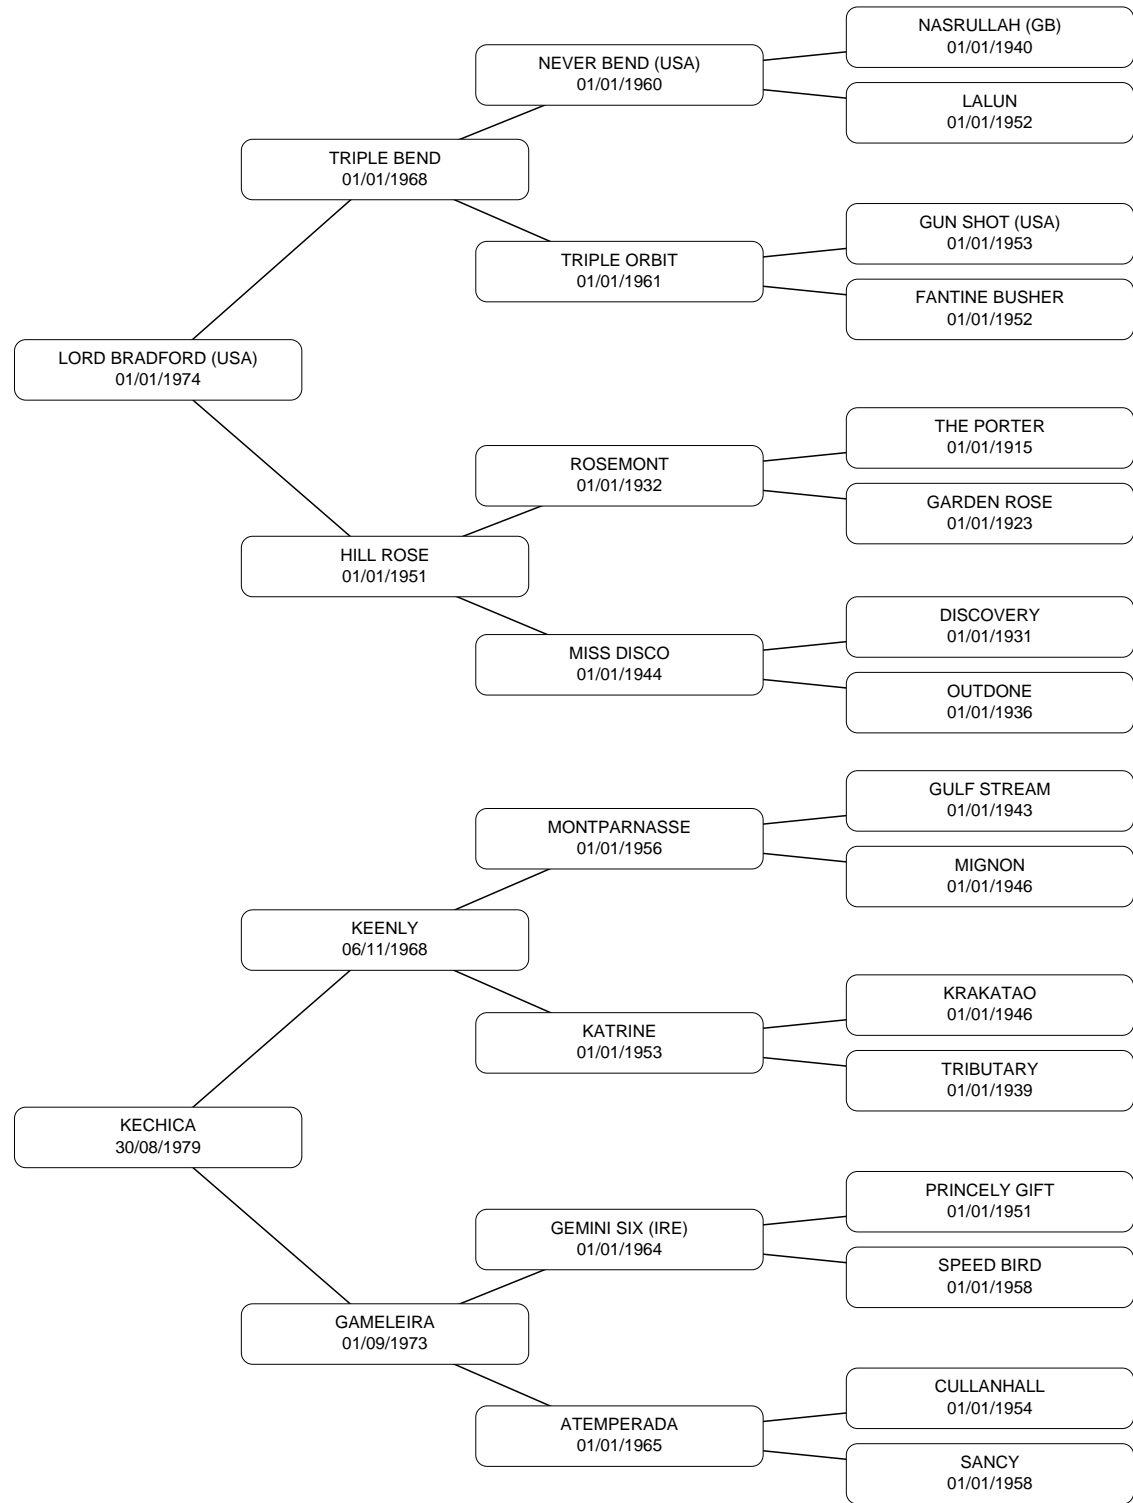 NASRULLAH (GB)
01/01/1940
NEVER BEND (USA)
01/01/1960
LALUN
01/01/1952
TRIPLE BEND
01/01/1968
GUN SHOT (USA)
01/01/1953
TRIPLE ORBIT
01/01/1961
FANTINE BUSHER
01/01/1952
LORD BRADFORD (USA)
01/01/1974
THE PORTER
01/01/1915
ROSEMONT
01/01/1932
GARDEN ROSE
01/01/1923
HILL ROSE
01/01/1951
DISCOVERY
01/01/1931
MISS DISCO
01/01/1944
OUTDONE
01/01/1936
GULF STREAM
01/01/1943
MONTPARNASSE
01/01/1956
MIGNON
01/01/1946
KEENLY
06/11/1968
KRAKATAO
01/01/1946
KATRINE
01/01/1953
TRIBUTARY
01/01/1939
KECHICA
30/08/1979
PRINCELY GIFT
01/01/1951
GEMINI SIX (IRE)
01/01/1964
SPEED BIRD
01/01/1958
GAMELEIRA
01/09/1973
CULLANHALL
01/01/1954
ATEMPERADA
01/01/1965
SANCY
01/01/1958